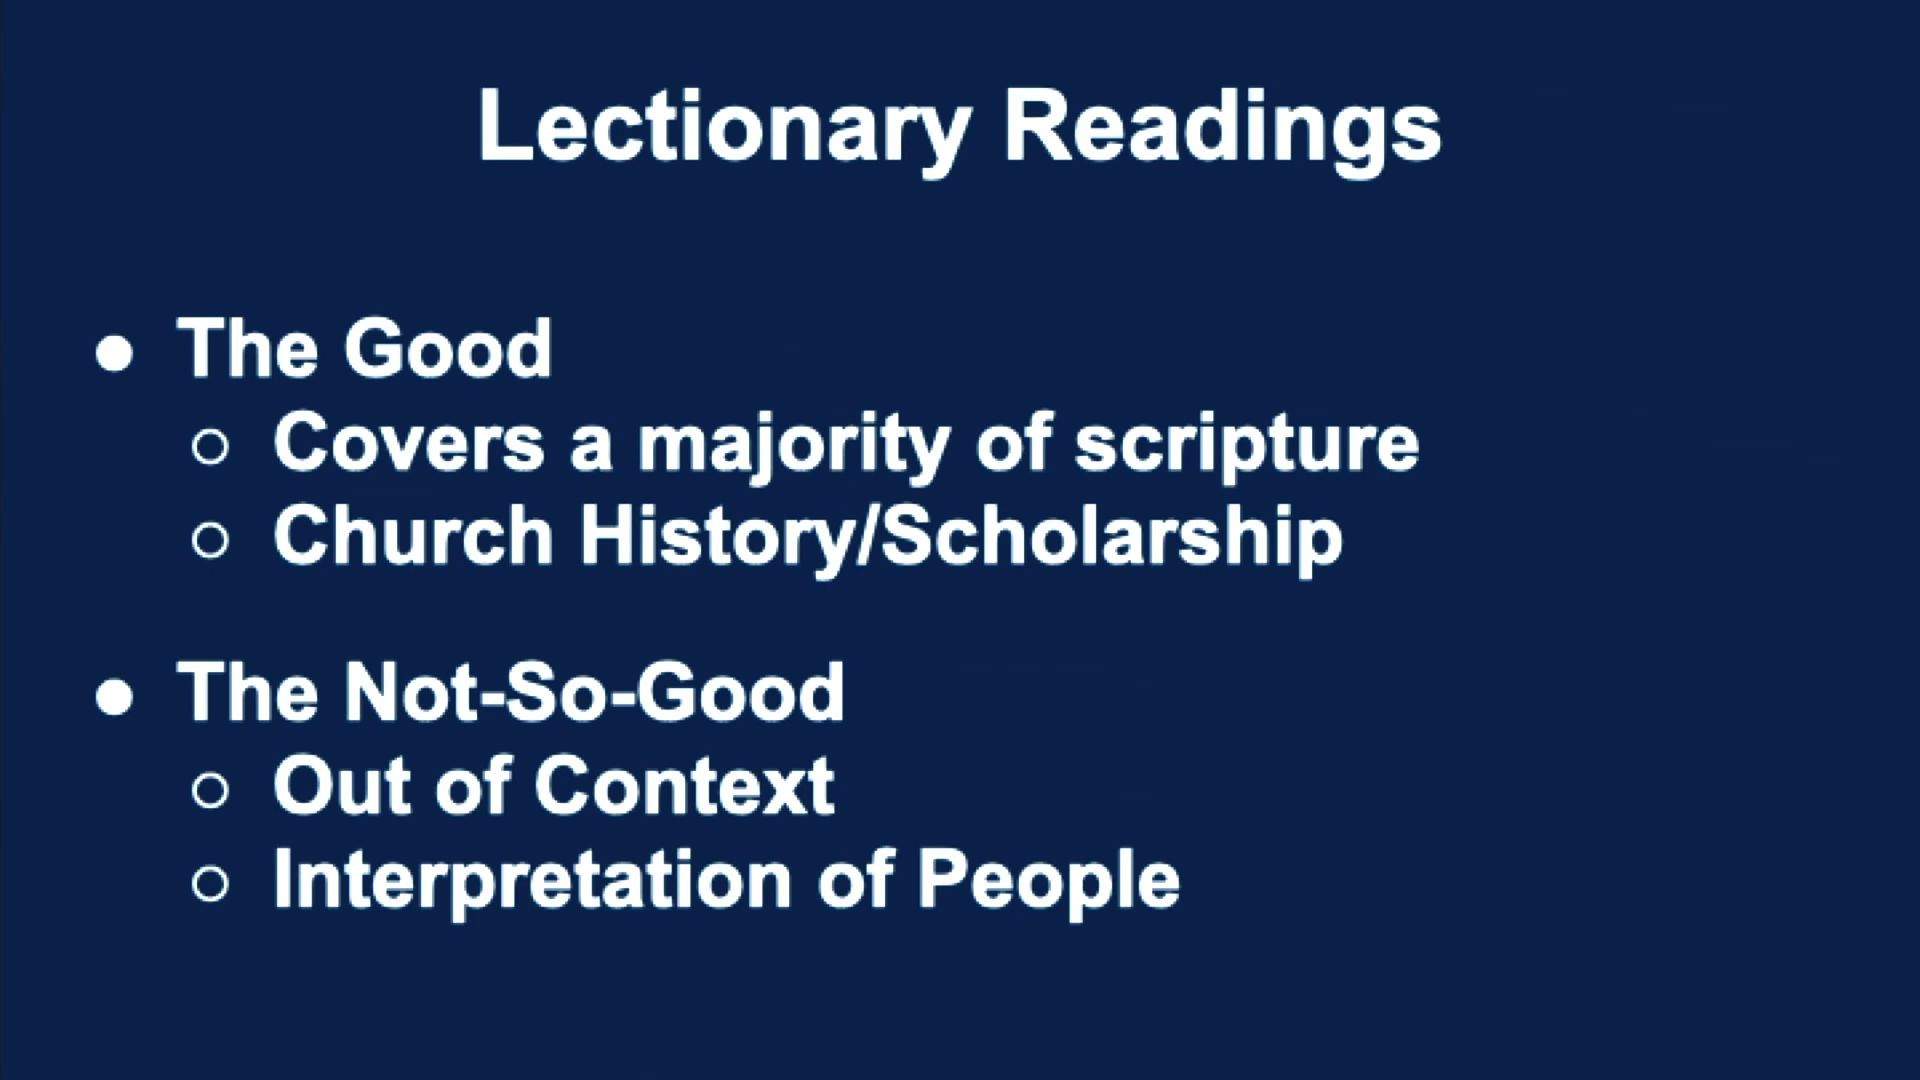 Lectionary Readings
● The Good
○ Covers a majority of scripture
○ Church History/Scholarship
● The Not-So-Good
○ Out of Context
○ Interpretation of People